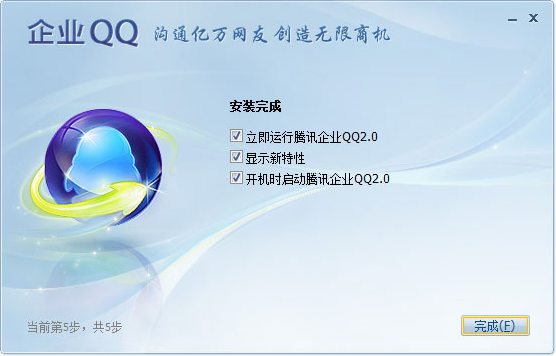 企业QQ 沟通亿万网友 创造无限商机
安装完成
立即运行腾讯企业QQ2.0
显示新特性
开机时启动腾讯企业QQ2.0
当前第5步，共5步
完成(F)